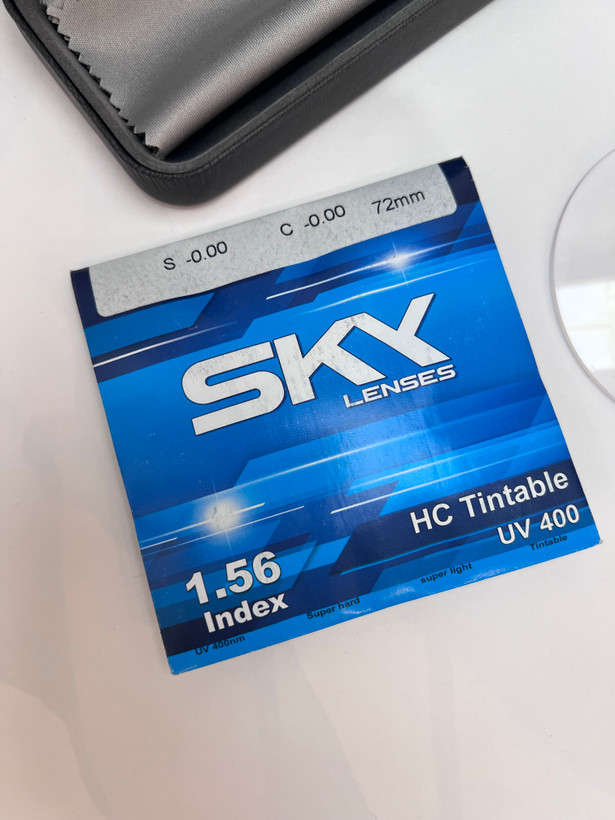 S -0.00 C -0.00 72mm
SKY
LENSES
HC Tintable
UV 400
1.56
Index
UV 400nm Super hard super light Tintable